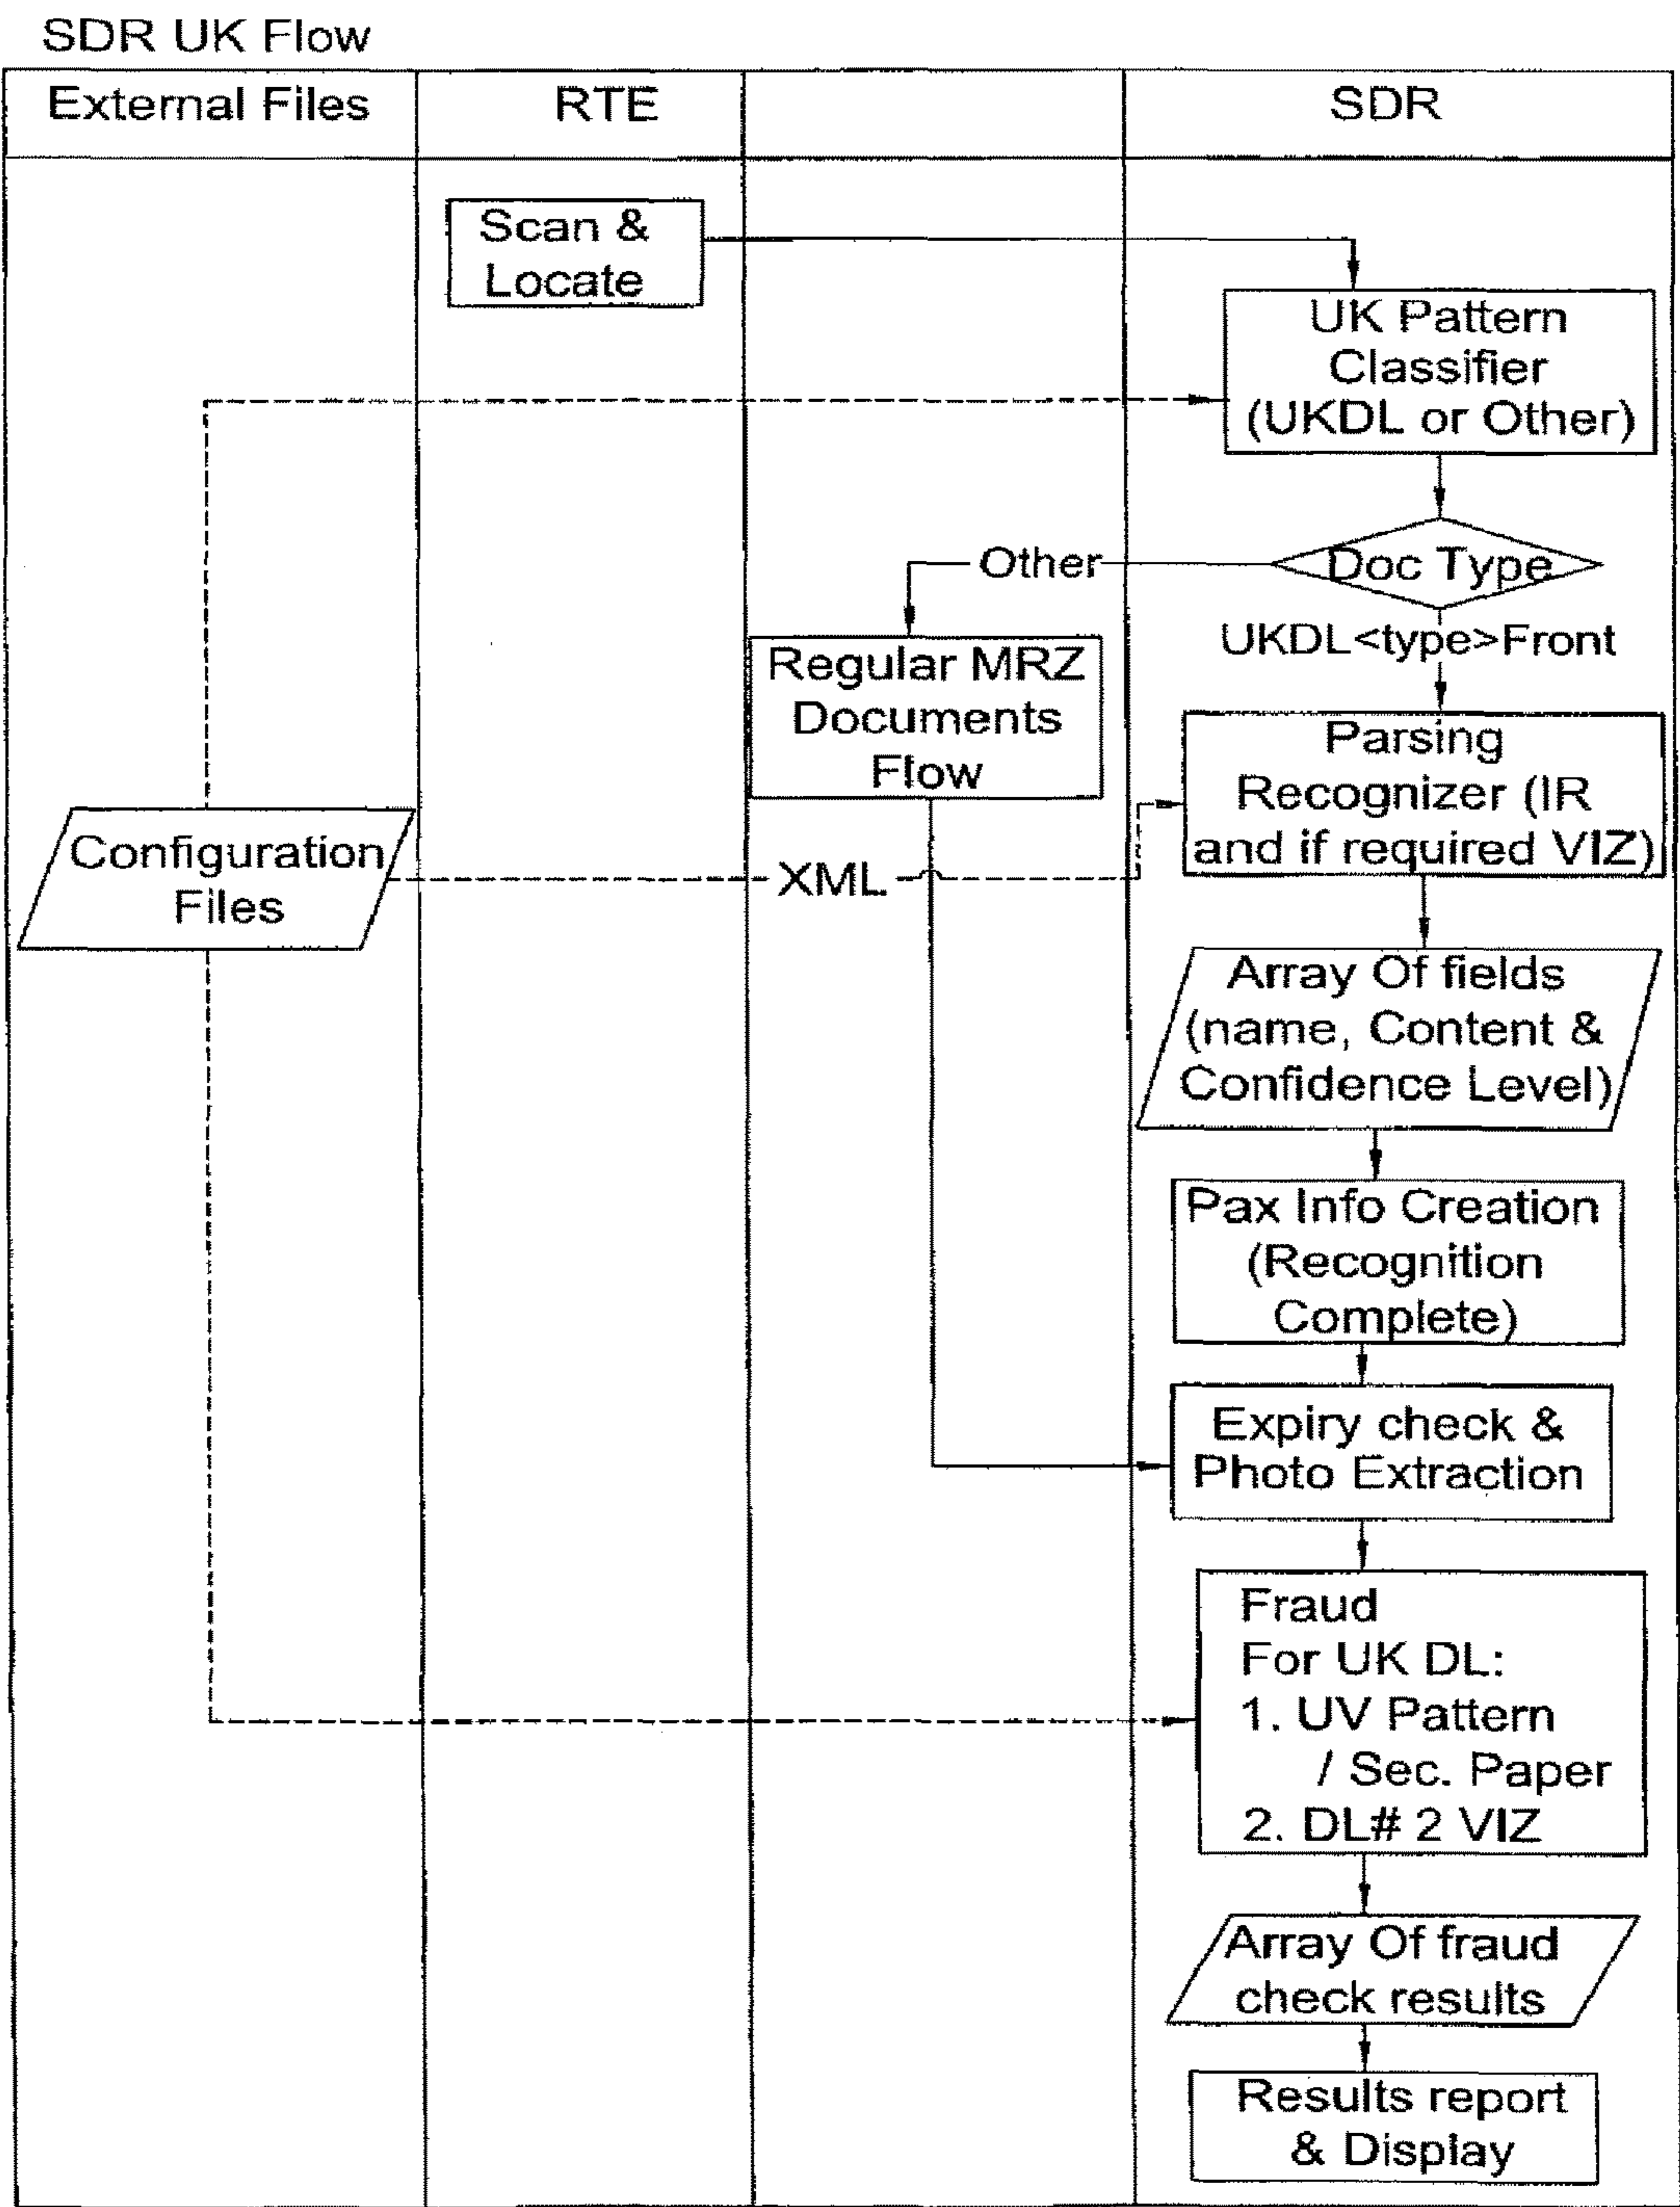 SDR UK Flow
External Files
RTE
SDR
Scan &
Locate
UK Pattern
Classifier
(UKDL or Other)
Doc Type
Other
UKDL<type>Front
Regular MRZ
Documents
Flow
Parsing
Recognizer (IR
and if required VIZ)
Configuration
Files
XML
Array Of fields
(name, Content &
Confidence Level)
Pax Info Creation
(Recognition
Complete)
Expiry check &
Photo Extraction
Fraud
For UK DL:
1. UV Pattern
/ Sec. Paper
2. DL# 2 VIZ
Array Of fraud
check results
Results report
& Display